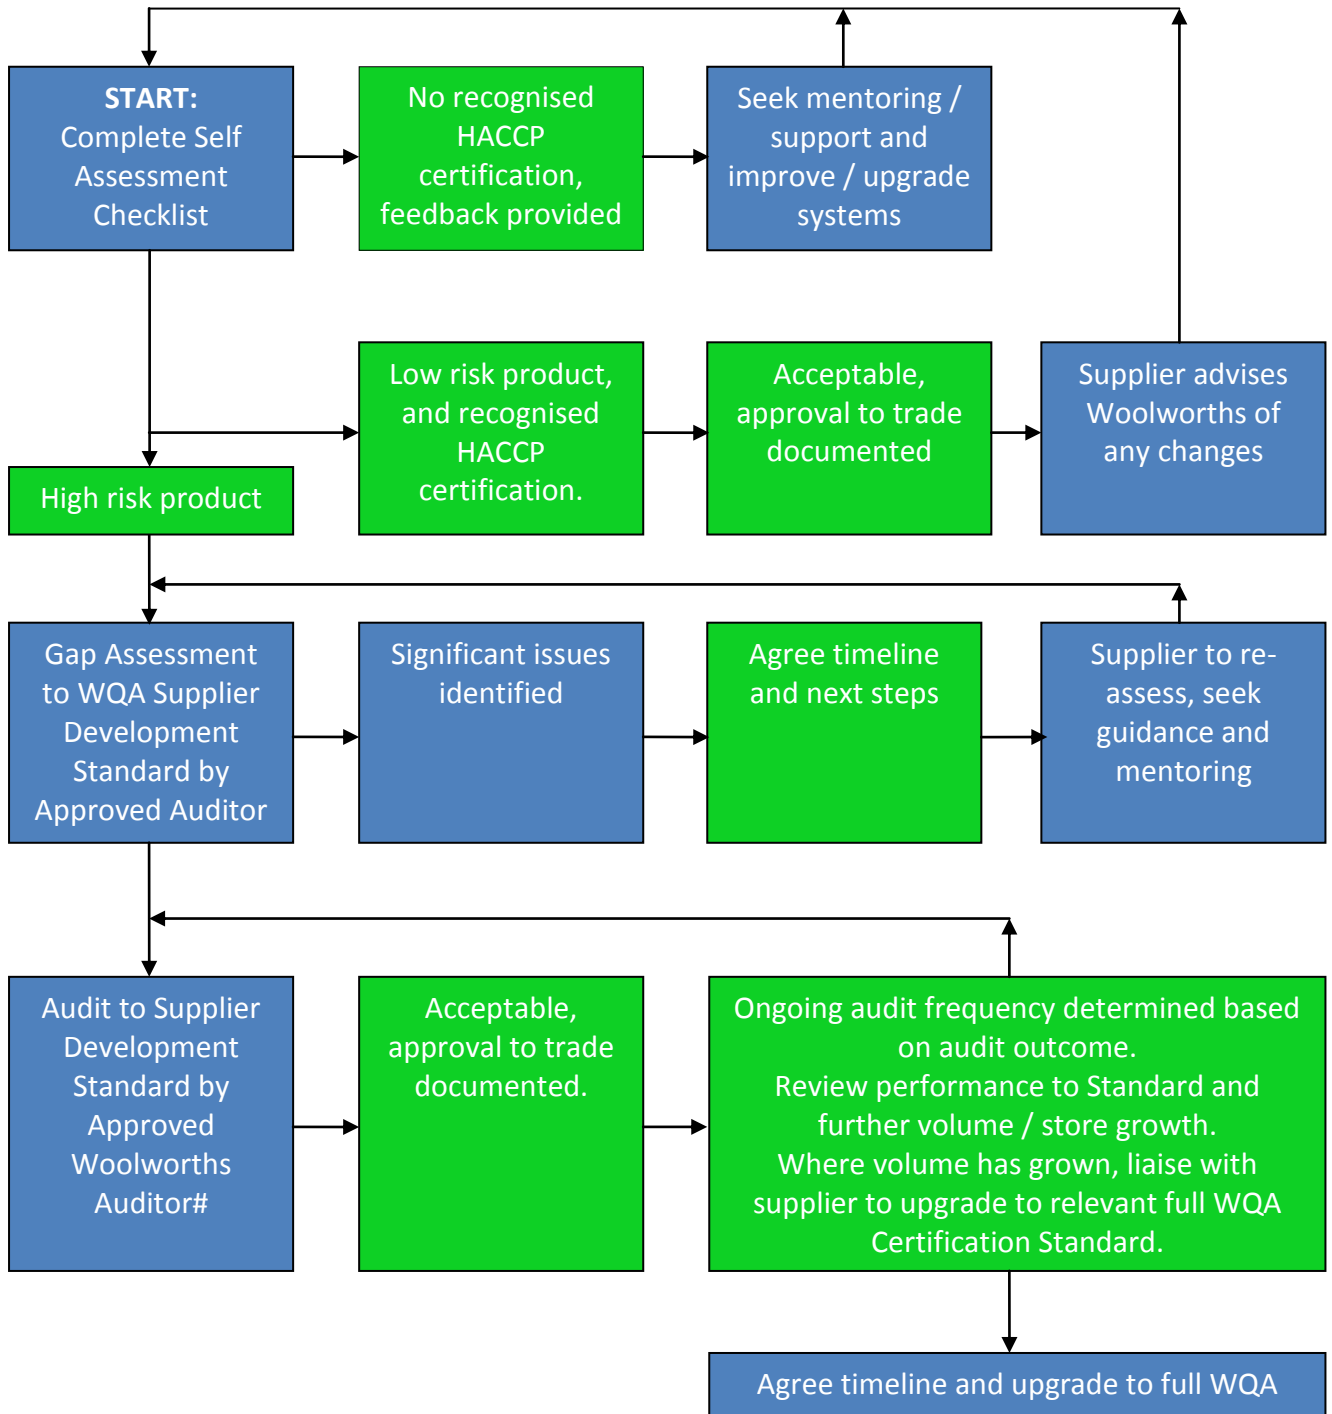 START:
Complete Self
Assessment
Checklist
No recognised
HACCP
certification,
feedback provided
Seek mentoring /
support and
improve / upgrade
systems
Low risk product,
and recognised
HACCP
certification.
Acceptable,
approval to trade
documented
Supplier advises
Woolworths of
any changes
High risk product
Gap Assessment
to WQA Supplier
Development
Standard by
Approved Auditor
Significant issues
identified
Agree timeline
and next steps
Supplier to re-
assess, seek
guidance and
mentoring
Audit to Supplier
Development
Standard by
Approved
Woolworths
Auditor#
Acceptable,
approval to trade
documented.
Ongoing audit frequency determined based
on audit outcome.
Review performance to Standard and
further volume / store growth.
Where volume has grown, liaise with
supplier to upgrade to relevant full WQA
Certification Standard.
Agree timeline and upgrade to full WQA